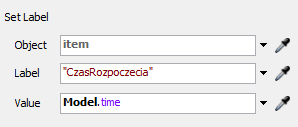 Set Label
Object item
Label "CzasRozpoczecia"
Value Model.time